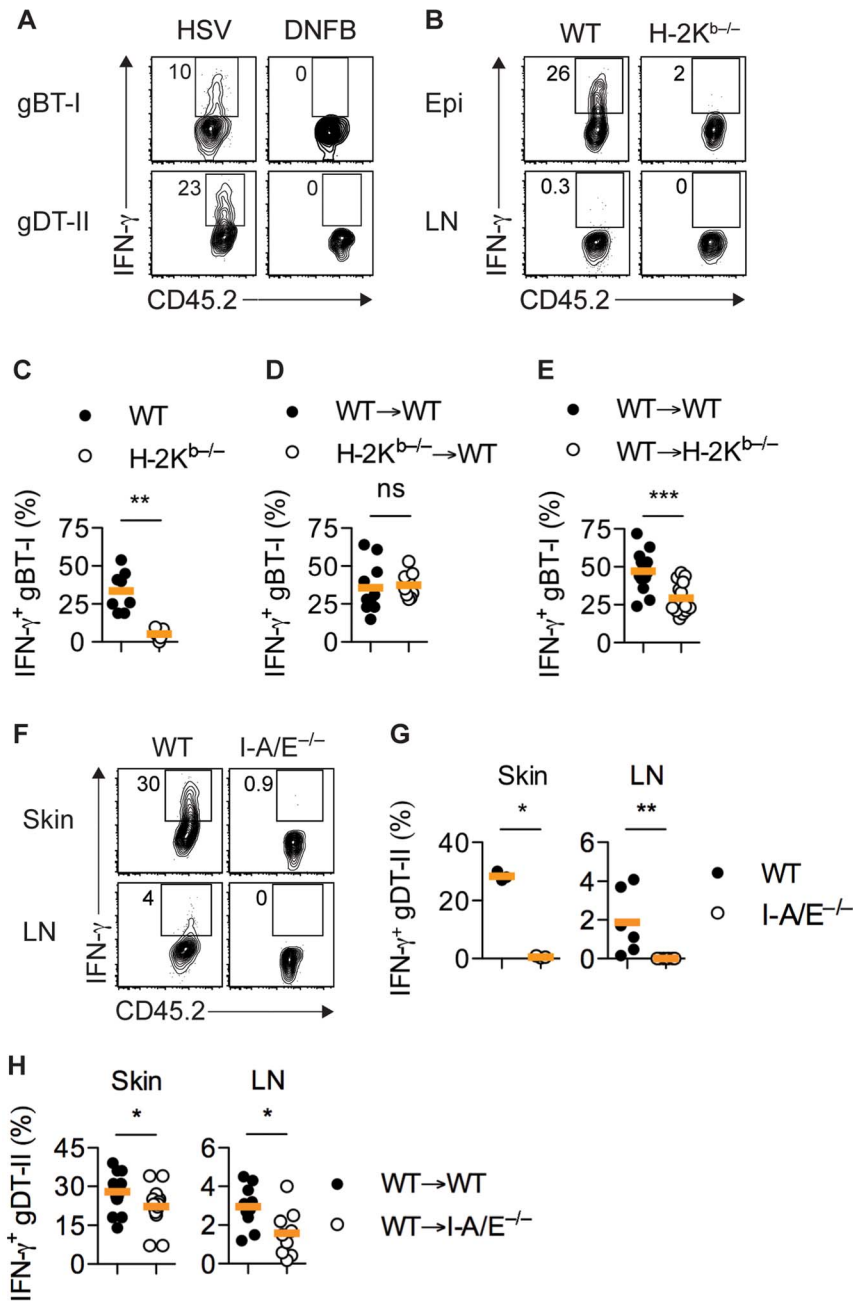 A
HSV DNFB
gBT-I 10 0
gDT-II 23 0
IFN-γ
CD45.2
B
WT H-2Kb–/–
Epi 26 2
LN 0.3 0
IFN-γ
CD45.2
C
WT
H-2Kb–/–
**
IFN-γ+ gBT-I (%)
75
50
25
0
D
WT→WT
H-2Kb–/–→WT
ns
IFN-γ+ gBT-I (%)
75
50
25
0
E
WT→WT
WT→H-2Kb–/–
***
IFN-γ+ gBT-I (%)
75
50
25
0
F
WT I-A/E–/–
Skin 30 0.9
LN 4 0
IFN-γ
CD45.2
G
Skin LN
* **
IFN-γ+ gDT-II (%)
40
20
0
6
4
2
0
WT
I-A/E–/–
H
Skin LN
* *
IFN-γ+ gDT-II (%)
45
30
15
0
6
4
2
0
WT→WT
WT→I-A/E–/–